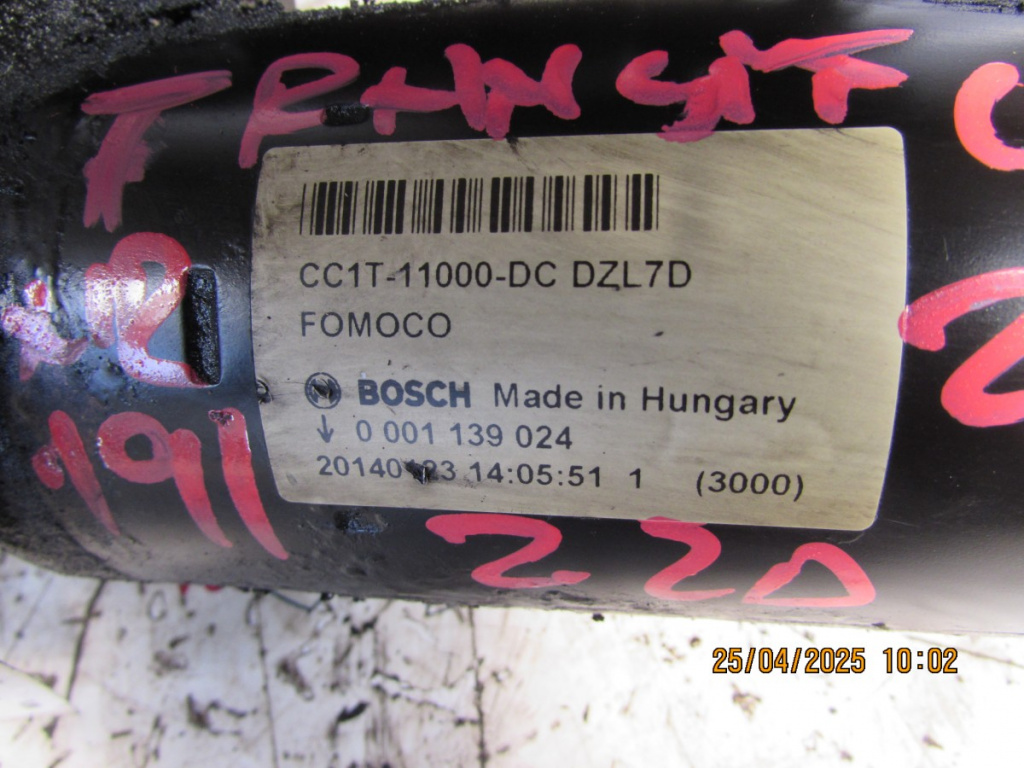 TRANSIT
CC1T-11000-DC DZL7D
FOMOCO
BOSCH Made in Hungary
0 001 139 024
14:05:51 1 (3000)
191
2.2D
25/04/2025 10:02